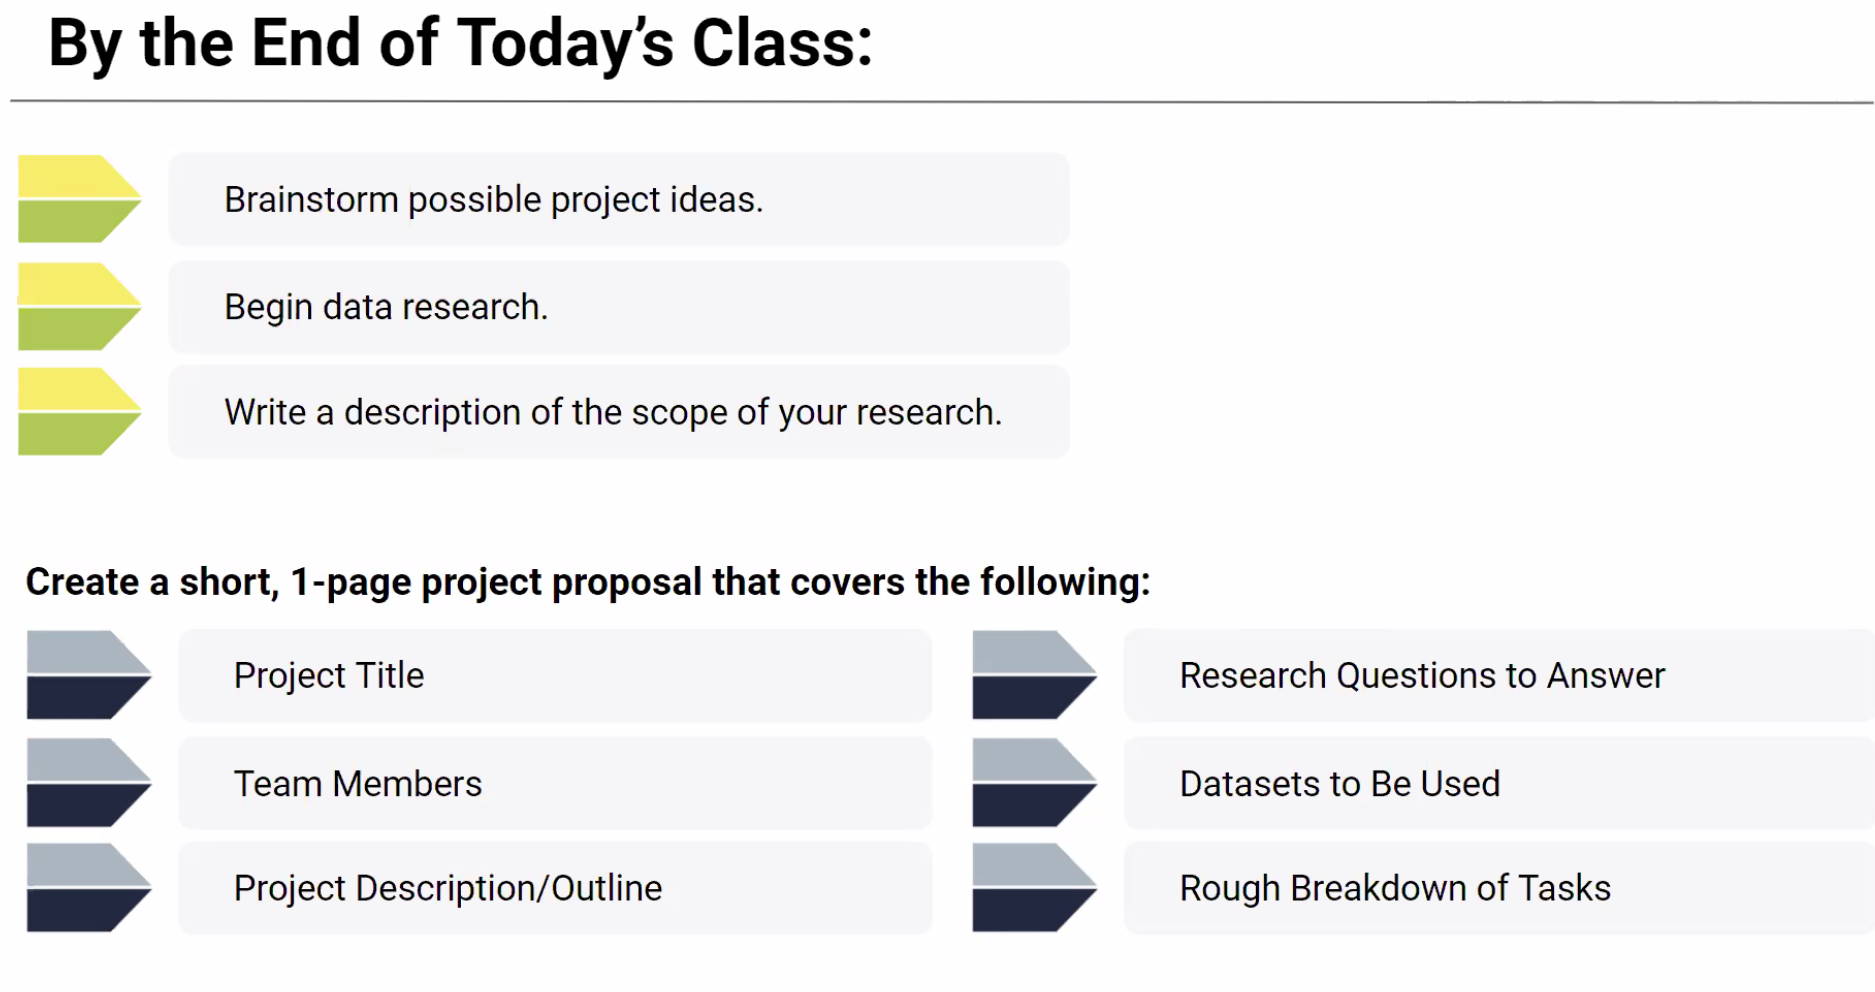 By the End of Today’s Class:
Brainstorm possible project ideas.
Begin data research.
Write a description of the scope of your research.
Create a short, 1-page project proposal that covers the following:
Project Title
Team Members
Project Description/Outline
Research Questions to Answer
Datasets to Be Used
Rough Breakdown of Tasks